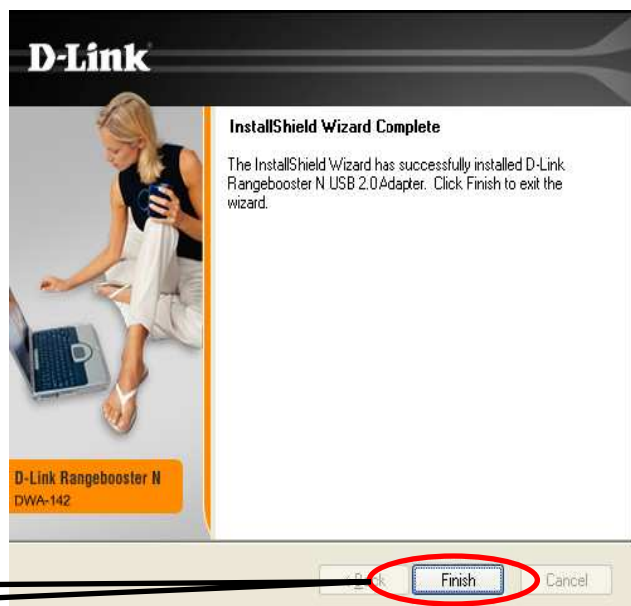 D-Link
InstallShield Wizard Complete
The InstallShield Wizard has successfully installed D-Link
Rangebooster N USB 2.0 Adapter. Click Finish to exit the
wizard.
D-Link Rangebooster N
DWA-142
Finish
Cancel